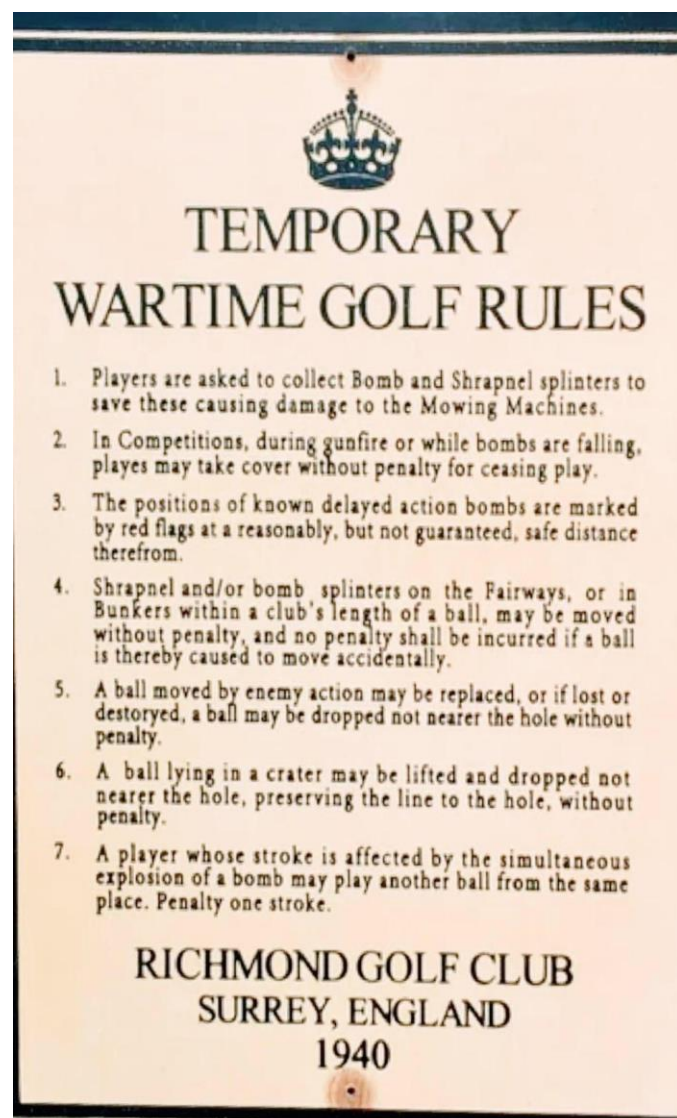 TEMPORARY
WARTIME GOLF RULES
1. Players are asked to collect Bomb and Shrapnel splinters to
save these causing damage to the Mowing Machines.
2. In Competitions, during gunfire or while bombs are falling,
playes may take cover without penalty for ceasing play.
3. The positions of known delayed action bombs are marked
by red flags at a reasonably, but not guaranteed, safe distance
therefrom.
4. Shrapnel and/or bomb splinters on the Fairways, or in
Bunkers within a club's length of a ball, may be moved
without penalty, and no penalty shall be incurred if a ball
is thereby caused to move accidentally.
5. A ball moved by enemy action may be replaced, or if lost or
destoryed, a ball may be dropped not nearer the hole without
penalty.
6. A ball lying in a crater may be lifted and dropped not
nearer the hole, preserving the line to the hole, without
penalty.
7. A player whose stroke is affected by the simultaneous
explosion of a bomb may play another ball from the same
place. Penalty one stroke.
RICHMOND GOLF CLUB
SURREY, ENGLAND
1940